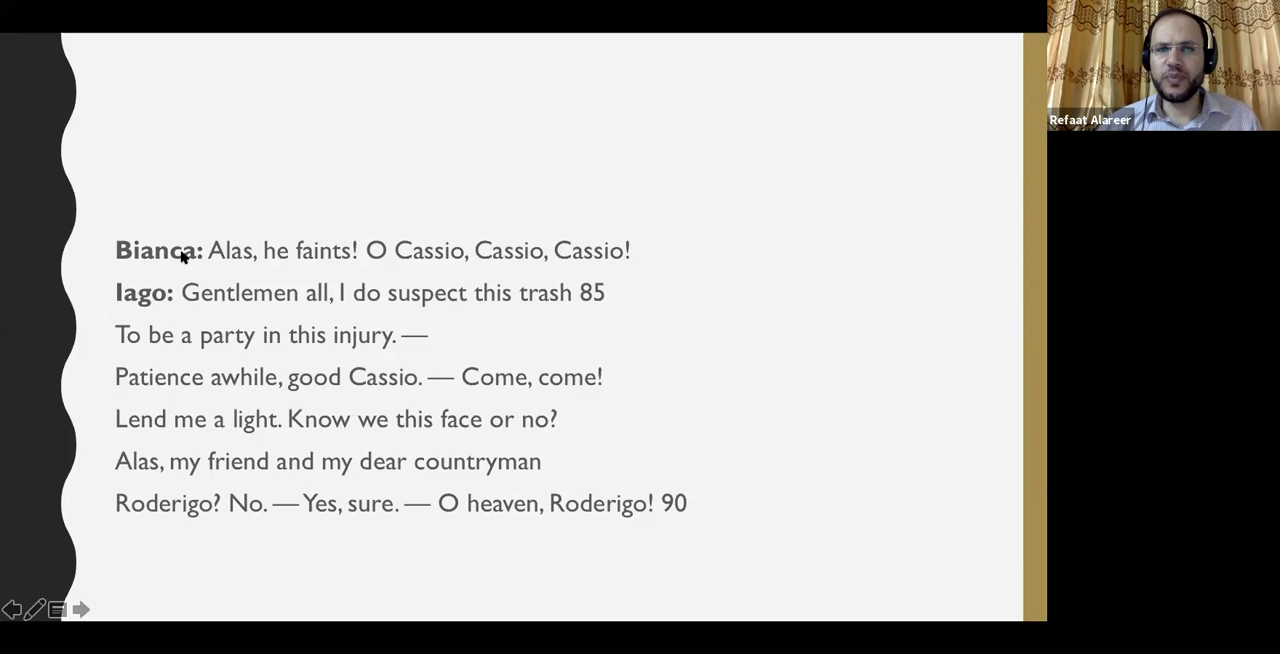 Bianca: Alas, he faints! O Cassio, Cassio, Cassio!
Iago: Gentlemen all, I do suspect this trash 85
To be a party in this injury. —
Patience awhile, good Cassio. — Come, come!
Lend me a light. Know we this face or no?
Alas, my friend and my dear countryman
Roderigo? No. — Yes, sure. — O heaven, Roderigo! 90
Refaat Alareer